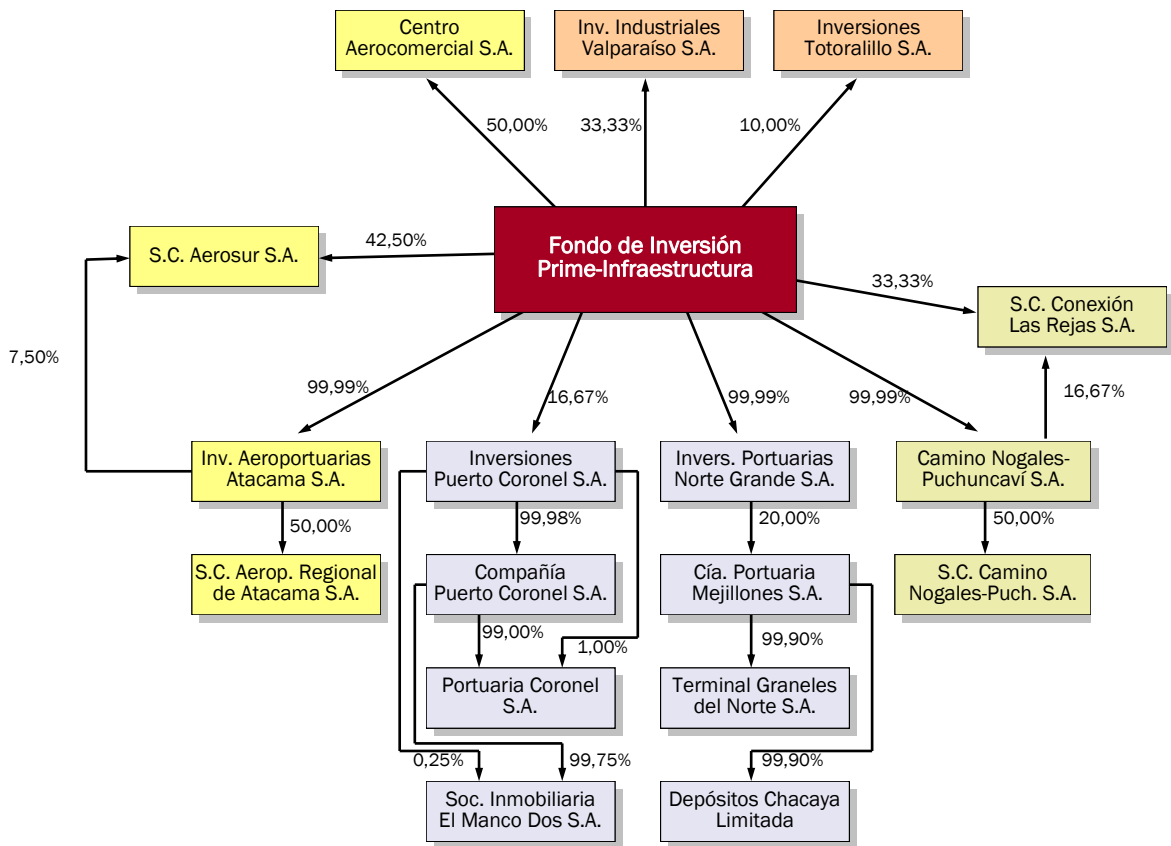 Centro
Aerocomercial S.A.
Inv. Industriales
Valparaíso S.A.
Inversiones
Totoralillo S.A.
50,00%
33,33%
10,00%
S.C. Aerosur S.A.
42,50%
Fondo de Inversión
Prime-Infraestructura
33,33%
S.C. Conexión
Las Rejas S.A.
7,50%
99,99%
16,67%
99,99%
99,99%
16,67%
Inv. Aeroportuarias
Atacama S.A.
Inversiones
Puerto Coronel S.A.
Invers. Portuarias
Norte Grande S.A.
Camino Nogales-
Puchuncaví S.A.
50,00%
99,98%
20,00%
50,00%
S.C. Aerop. Regional
de Atacama S.A.
Compañía
Puerto Coronel S.A.
Cía. Portuaria
Mejillones S.A.
S.C. Camino
Nogales-Puch. S.A.
99,00%
1,00%
99,90%
Portuaria Coronel
S.A.
Terminal Graneles
del Norte S.A.
0,25%
99,75%
99,90%
Soc. Inmobiliaria
El Manco Dos S.A.
Depósitos Chacaya
Limitada